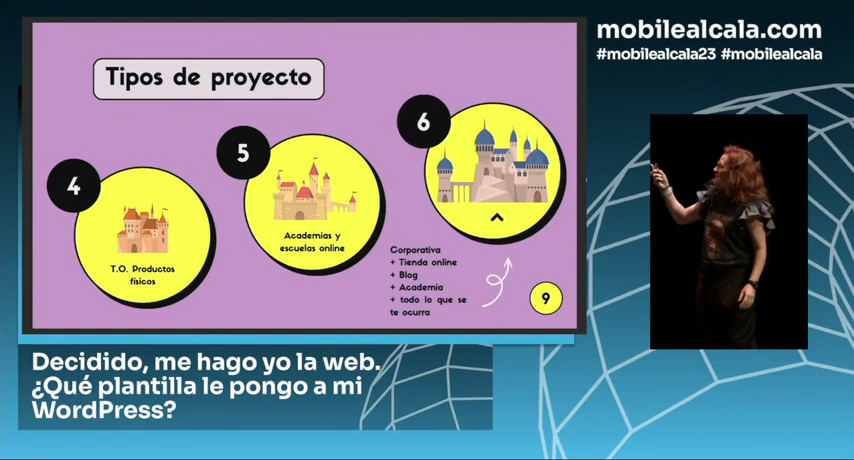 mobilealcala.com
#mobilealcala23 #mobilealcala
Tipos de proyecto
4
T.O. Productos
físicos
5
Academias y
escuelas online
6
Corporativa
+ Tienda online
+ Blog
+ Academia
+ todo lo que se
te ocurra
9
Decidido, me hago yo la web.
¿Qué plantilla le pongo a mi
WordPress?